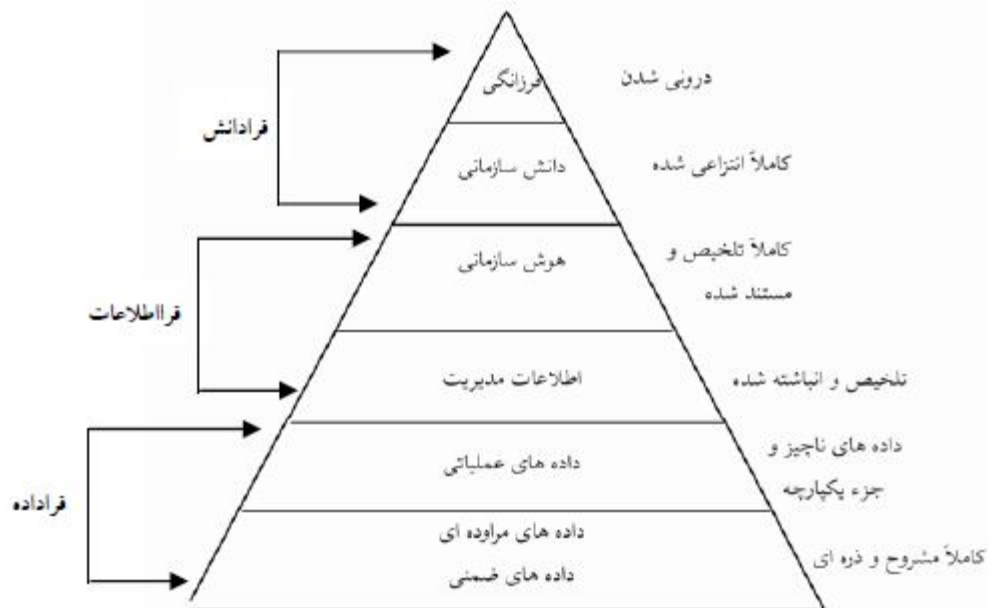 فرزانگی
درونی شدن
فرادانش
دانش سازمانی
کاملاً انتزاعی شده
هوش سازمانی
کاملاً تلخیص و
مستند شده
فرااطلاعات
اطلاعات مدیریت
تلخیص و انباشته شده
داده های عملیاتی
داده های ناچیز و
جزء یکپارچه
فراداده
داده های مراوده ای
داده های ضمنی
کاملاً مشروح و ذره ای